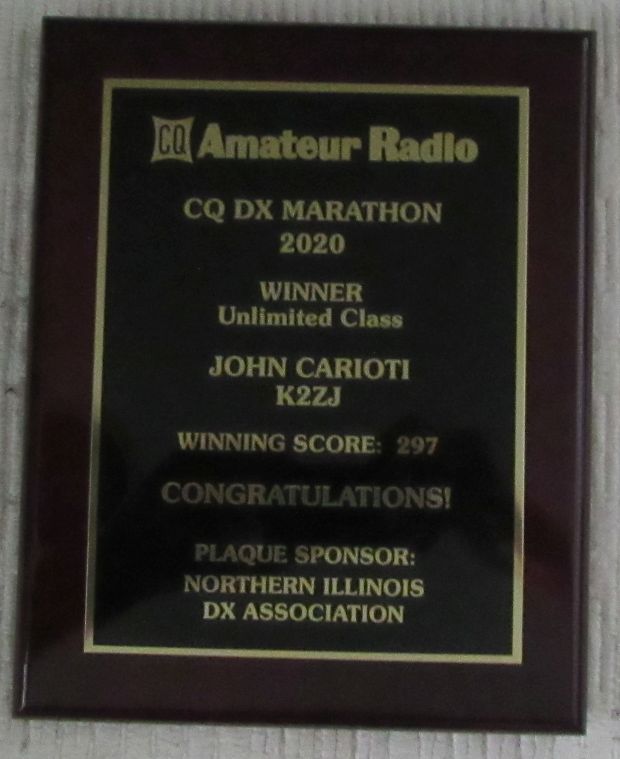 CQ Amateur Radio
CQ DX MARATHON
2020
WINNER
Unlimited Class
JOHN CARIOTI
K2ZJ
WINNING SCORE: 297
CONGRATULATIONS!
PLAQUE SPONSOR:
NORTHERN ILLINOIS
DX ASSOCIATION